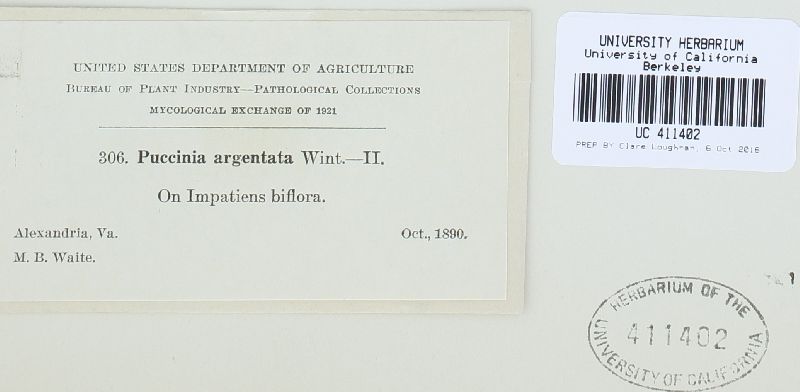 UNITED STATES DEPARTMENT OF AGRICULTURE
BUREAU OF PLANT INDUSTRY—PATHOLOGICAL COLLECTIONS
MYCOLOGICAL EXCHANGE OF 1921
306. Puccinia argentata Wint.—II.
On Impatiens biflora.
Alexandria, Va. Oct., 1890.
M. B. Waite.
UNIVERSITY HERBARIUM
University of California
Berkeley
UC 411402
PREP BY Clare Loughran, 6 Oct 2016
1
HERBARIUM OF THE
411402
UNIVERSITY OF CALIFORNIA